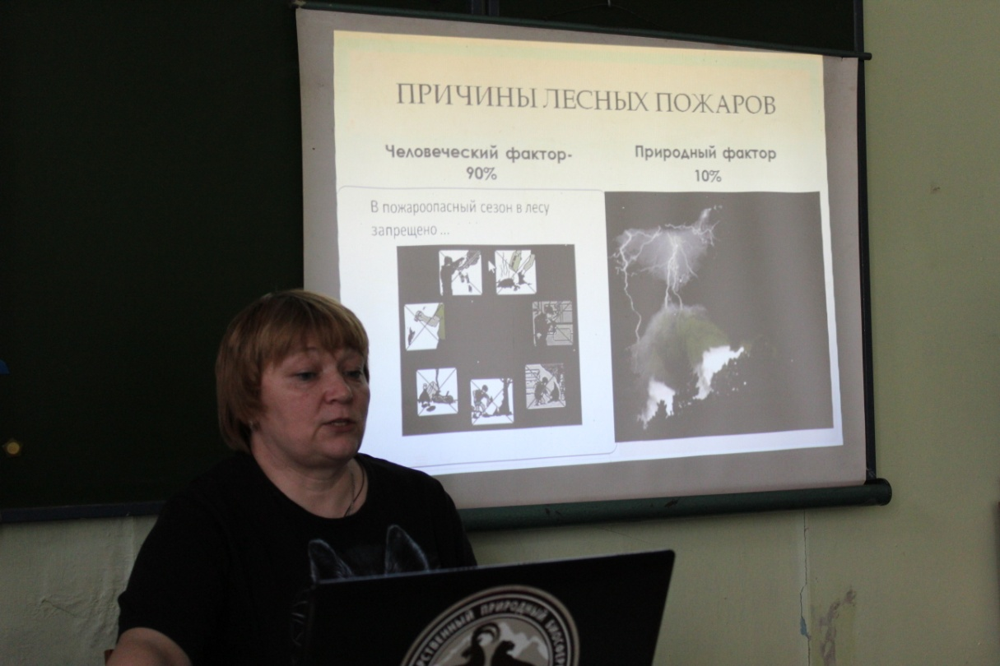 ПРИЧИНЫ ЛЕСНЫХ ПОЖАРОВ
Человеческий фактор-
90%
Природный фактор
10%
В пожароопасный сезон в лесу
запрещено ...
ПРИРОДНЫЙ